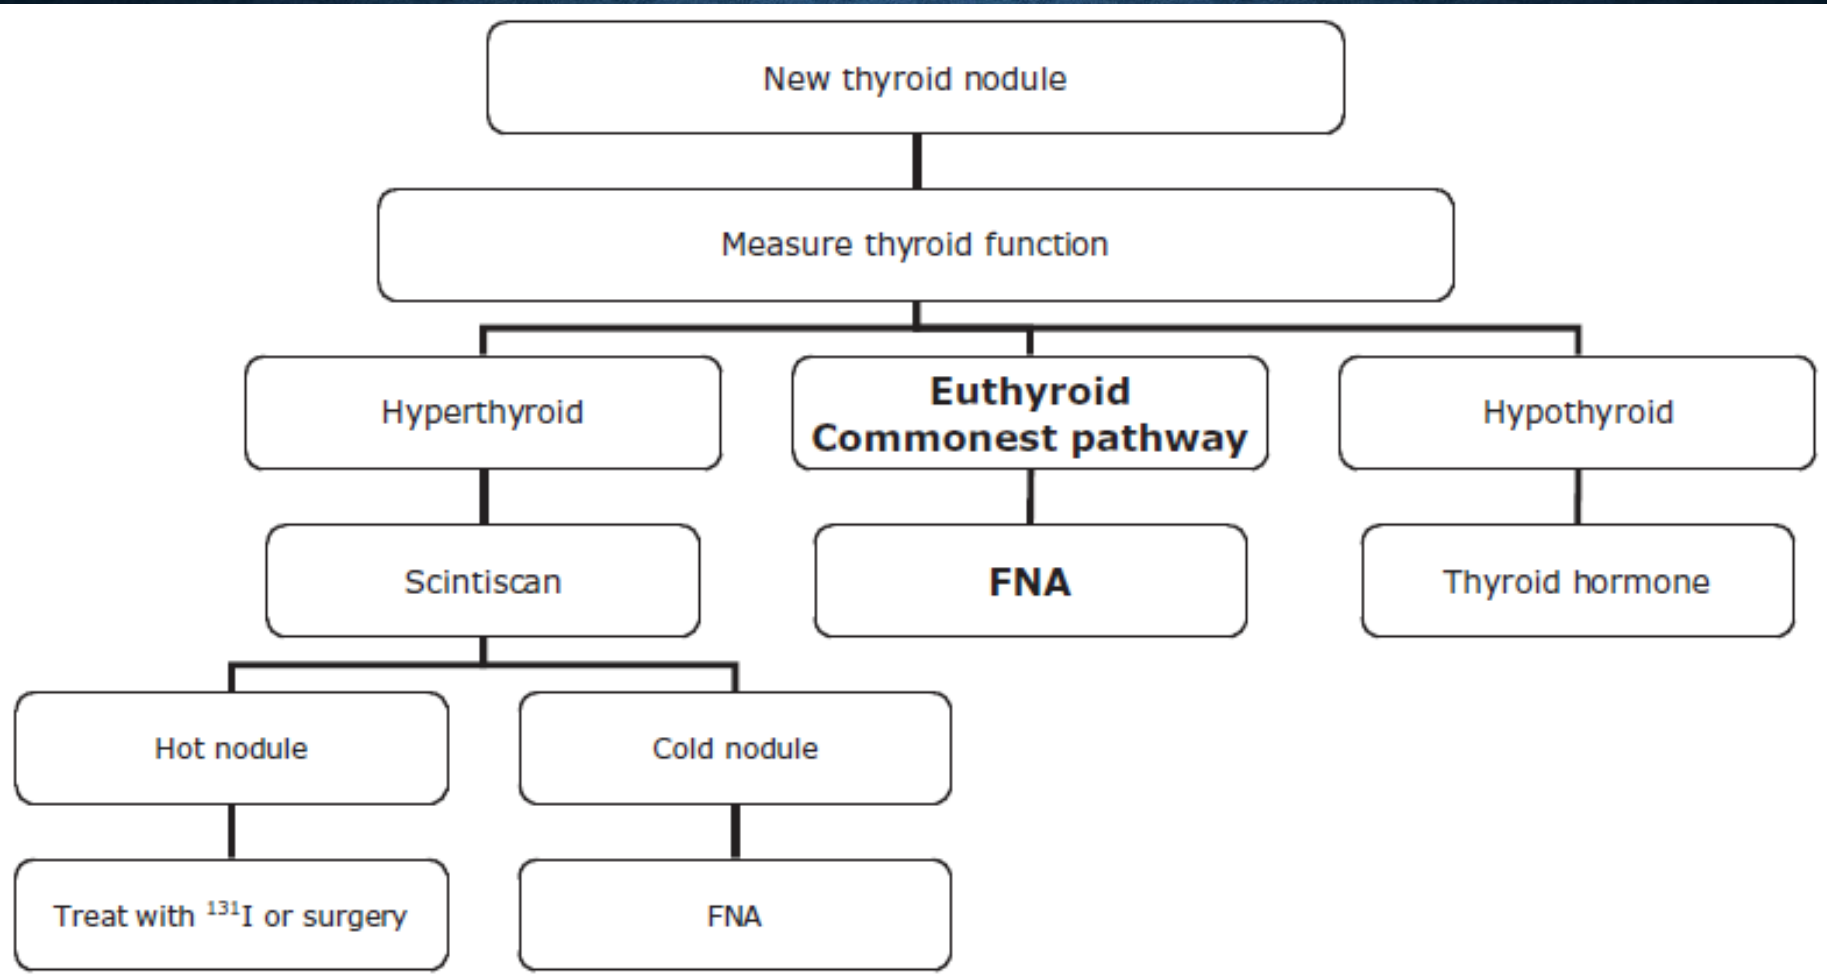 New thyroid nodule
Measure thyroid function
Hyperthyroid
Euthyroid
Commonest pathway
Hypothyroid
Scintiscan
FNA
Thyroid hormone
Hot nodule
Cold nodule
Treat with ¹³¹I or surgery
FNA